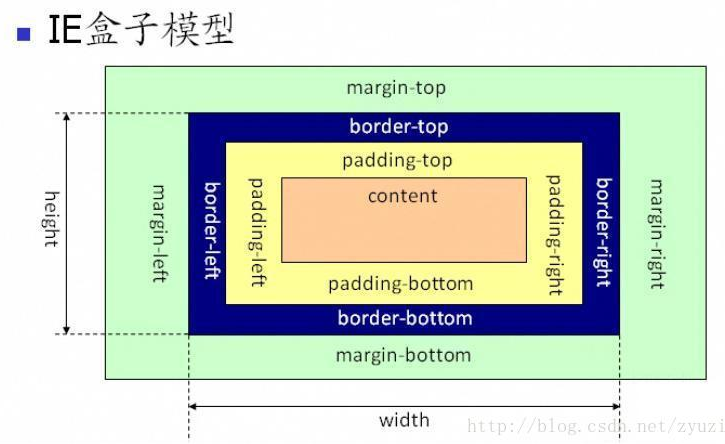 IE盒子模型
margin-top
border-top
padding-top
content
height
margin-left
border-left
padding-left
padding-right
border-right
margin-right
padding-bottom
border-bottom
margin-bottom
width
http://blog.csdn.net/zyuzi